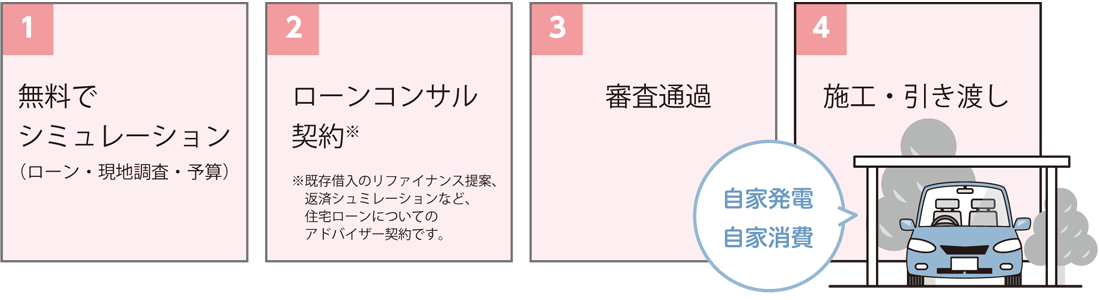 1
無料で
シミュレーション
（ローン・現地調査・予算）
2
ローンコンサル
契約※
※既存借入のリファイナンス提案、
返済シュミレーションなど、
住宅ローンについての
アドバイザー契約です。
3
審査通過
4
施工・引き渡し
自家発電
自家消費